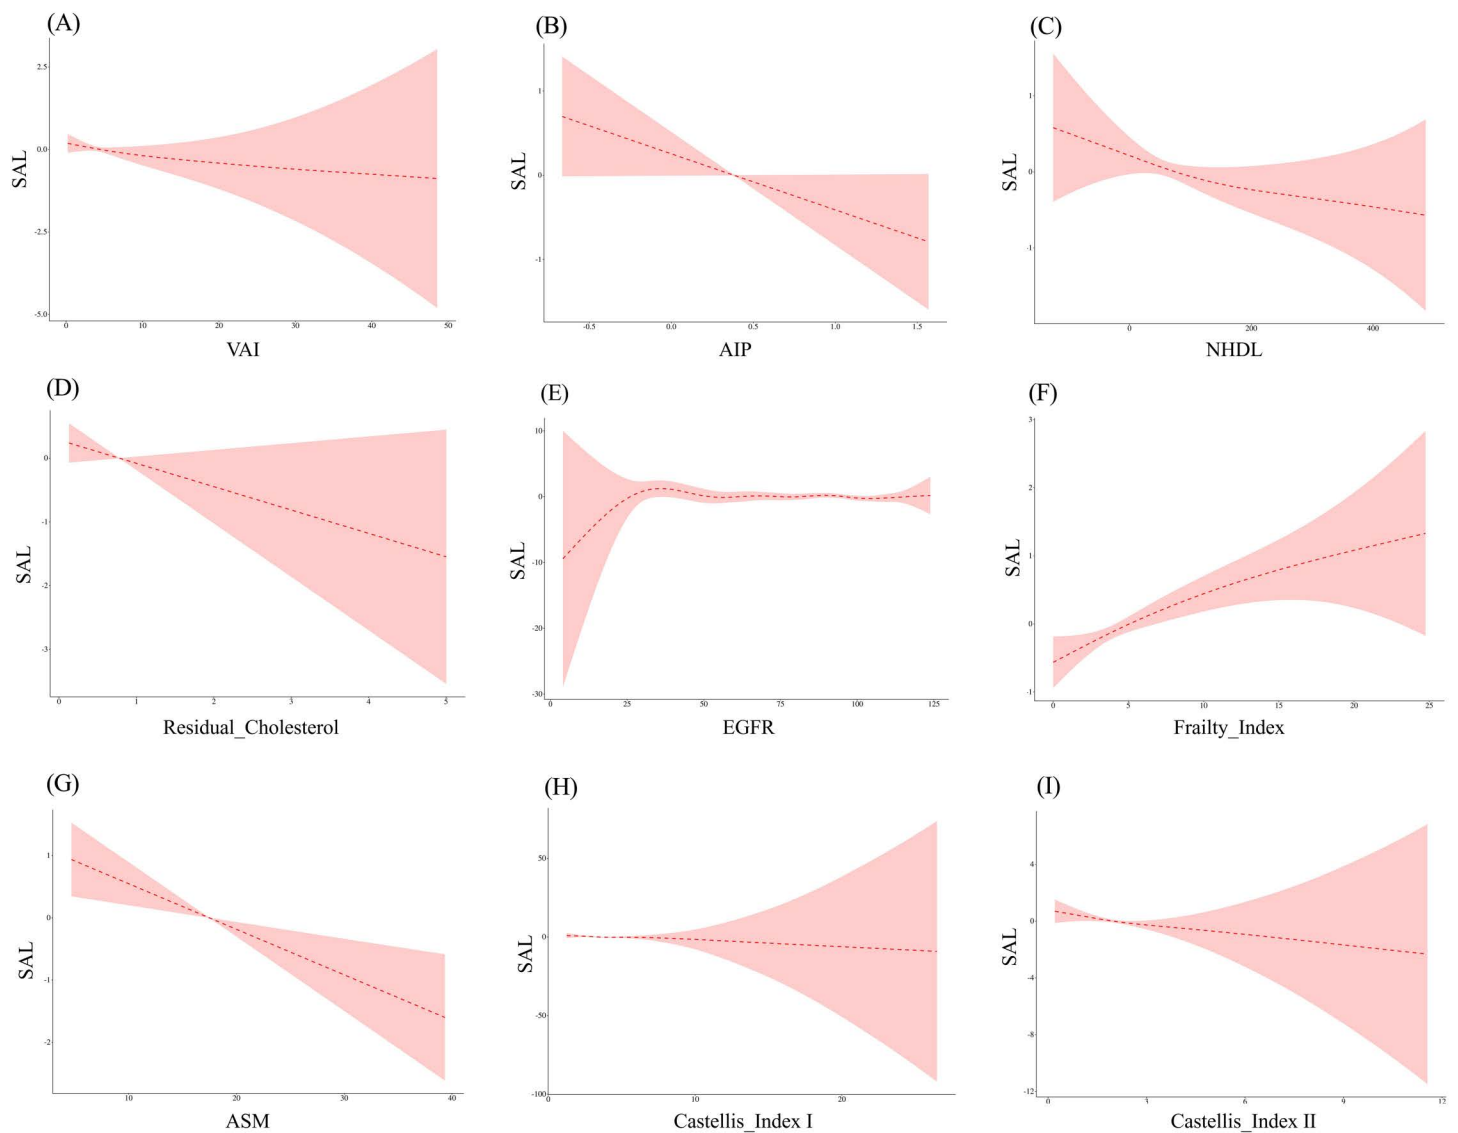 (A)
2.5
0.0
-2.5
-5.0
SAL
0 10 20 30 40 50
VAI
(B)
1
0
-1
SAL
-0.5 0.0 0.5 1.0 1.5
AIP
(C)
1
0
-1
SAL
0 200 400
NHDL
(D)
0
-1
-2
-3
SAL
0 1 2 3 4 5
Residual_Cholesterol
(E)
10
0
-10
-20
-30
SAL
0 25 50 75 100 125
EGFR
(F)
3
2
1
0
-1
SAL
0 5 10 15 20 25
Frailty_Index
(G)
1
0
-1
-2
SAL
10 20 30 40
ASM
(H)
50
0
-50
-100
SAL
0 10 20
Castellis_Index I
(I)
4
0
-4
-8
-12
SAL
0 3 6 9 12
Castellis_Index II